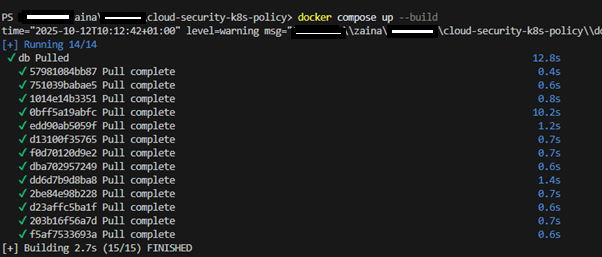 PS aina\ \cloud-security-k8s-policy> docker compose up --build
time="2025-10-12T10:12:42+01:00" level=warning msg=" \\zaina\ \cloud-security-k8s-policy\\do
[+] Running 14/14
✓ db Pulled 12.8s
✓ 57981084bb87 Pull complete 0.4s
✓ 751039babae5 Pull complete 0.6s
✓ 1014e14b3351 Pull complete 0.8s
✓ 0bff5a19abfc Pull complete 10.2s
✓ edd90ab5059f Pull complete 1.2s
✓ d13100f35765 Pull complete 0.7s
✓ f0d70120d9e2 Pull complete 0.7s
✓ dba702957249 Pull complete 0.6s
✓ dd6d7b9d8ba8 Pull complete 1.4s
✓ 2be84e98b228 Pull complete 0.7s
✓ d23affc5ba1f Pull complete 0.6s
✓ 203b16f56a7d Pull complete 0.7s
✓ f5af7533693a Pull complete 0.6s
[+] Building 2.7s (15/15) FINISHED